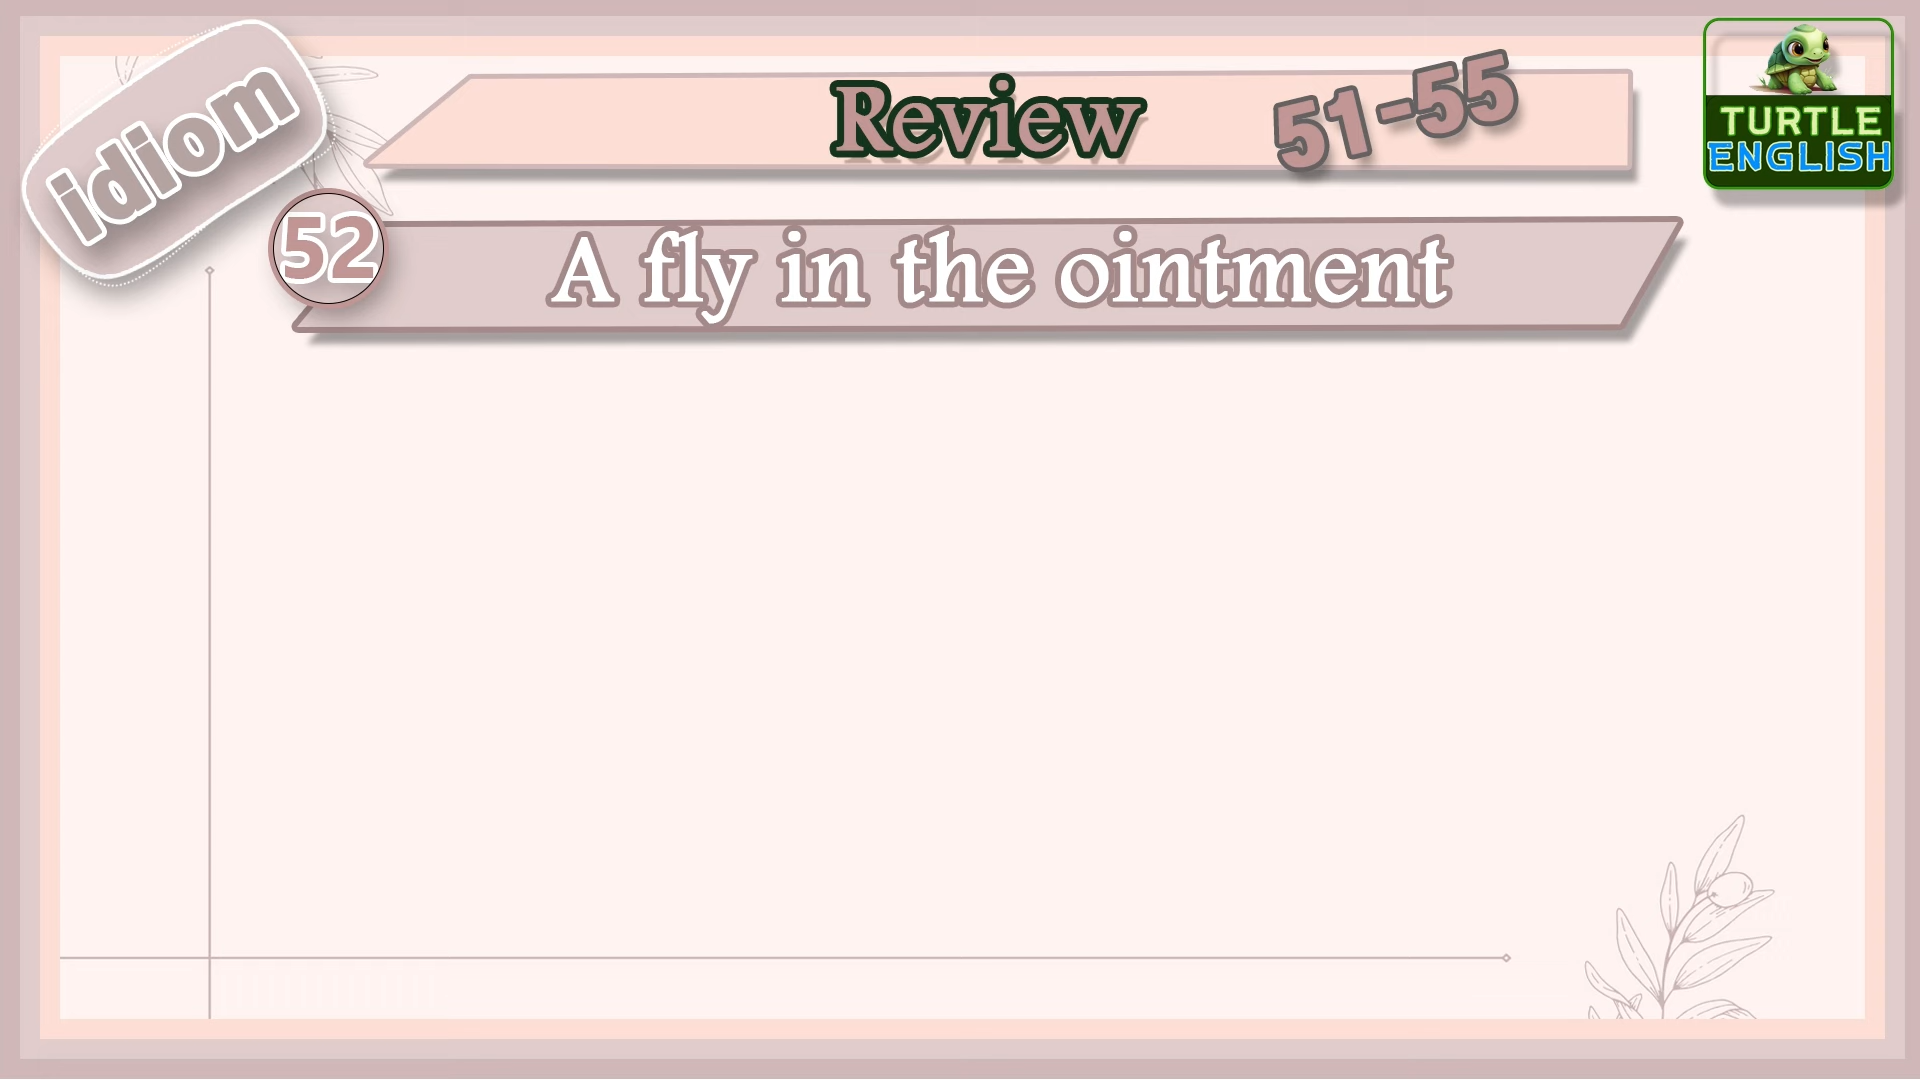 idiom
Review 51-55
TURTLE
ENGLISH
52 A fly in the ointment